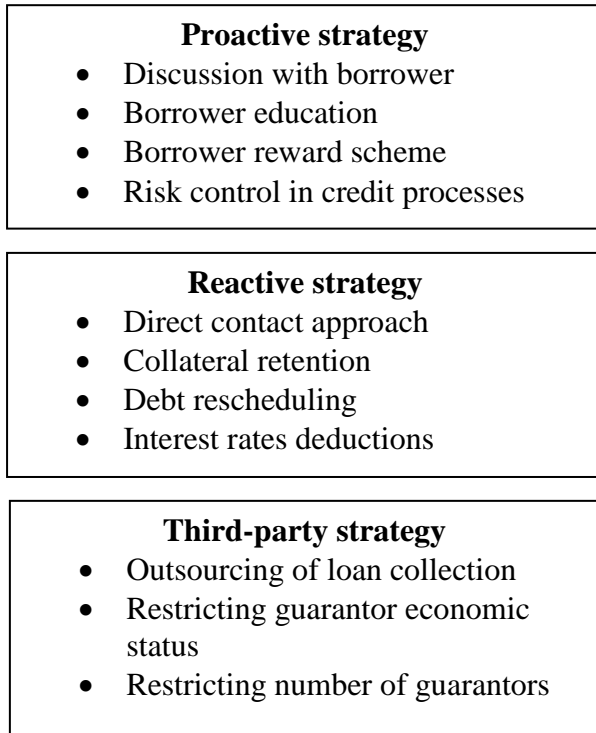 Proactive strategy
• Discussion with borrower
• Borrower education
• Borrower reward scheme
• Risk control in credit processes
Reactive strategy
• Direct contact approach
• Collateral retention
• Debt rescheduling
• Interest rates deductions
Third-party strategy
• Outsourcing of loan collection
• Restricting guarantor economic
status
• Restricting number of guarantors